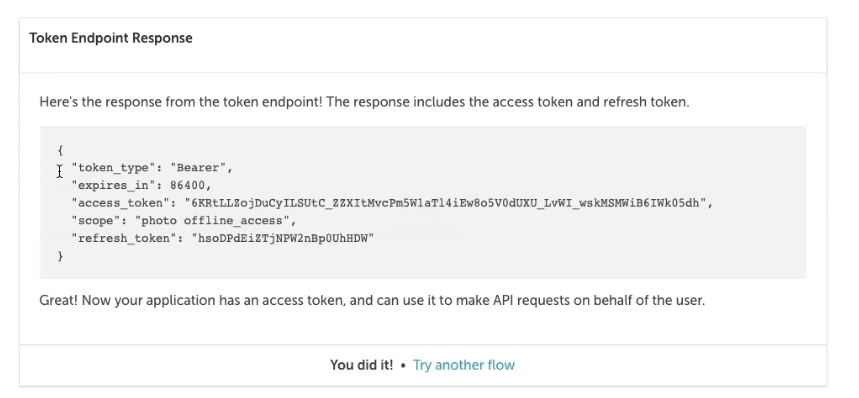 Token Endpoint Response
Here's the response from the token endpoint! The response includes the access token and refresh token.
{
"token_type": "Bearer",
"expires_in": 86400,
"access_token": "6KRtLLZojDuCyILSUtC_ZZXItMvcPm5WlaTl4iEw8o5V0dUXU_LvWI_wskMSMWiB6IWk05dh",
"scope": "photo offline_access",
"refresh_token": "hsoDPdEiZTjNPW2nBp0UhHDW"
}
Great! Now your application has an access token, and can use it to make API requests on behalf of the user.
You did it! • Try another flow